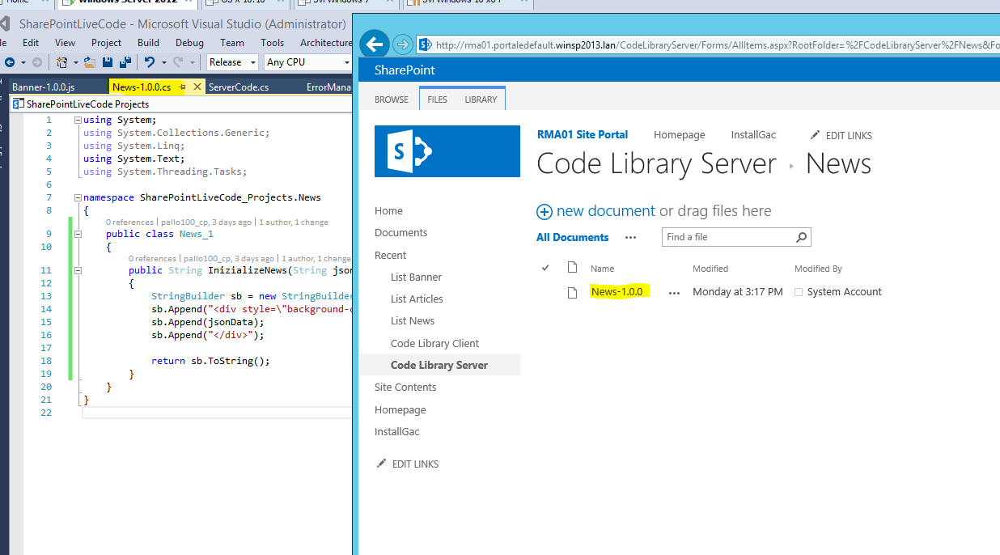 Home
Windows Server 2012
OS X 10.10
Svi Windows 7
Svi Windows 10 x64
SharePointLiveCode - Microsoft Visual Studio (Administrator)
Edit View Project Build Debug Team Tools Architecture
Release Any CPU
Banner-1.0.0.js News-1.0.0.cs ServerCode.cs ErrorMana
SharePointLiveCode Projects
1 using System;
2 using System.Collections.Generic;
3 using System.Linq;
4 using System.Text;
5 using System.Threading.Tasks;
6
7 namespace SharePointLiveCode_Projects.News
8 {
0 references | pallo100_cp, 3 days ago | 1 author, 1 change
9 public class News_1
10 {
0 references | pallo100_cp, 3 days ago | 1 author, 1 change
11 public String InizializeNews(String jsor
12 {
13 StringBuilder sb = new StringBuilder
14 sb.Append("<div style=\"background-c
15 sb.Append(jsonData);
16 sb.Append("</div>");
17
18 return sb.ToString();
19 }
20 }
21 }
22
http://rma01.portaledefault.winsp2013.lan/CodeLibraryServer/Forms/AllItems.aspx?RootFolder=%2FCodeLibraryServer%2FNews&Fo
SharePoint
BROWSE FILES LIBRARY
RMA01 Site Portal Homepage InstallGac EDIT LINKS
Code Library Server News
Home
Documents
Recent
List Banner
List Articles
List News
Code Library Client
Code Library Server
Site Contents
Homepage
InstallGac
EDIT LINKS
new document or drag files here
All Documents ... Find a file
Name Modified Modified By
News-1.0.0 ... Monday at 3:17 PM System Account